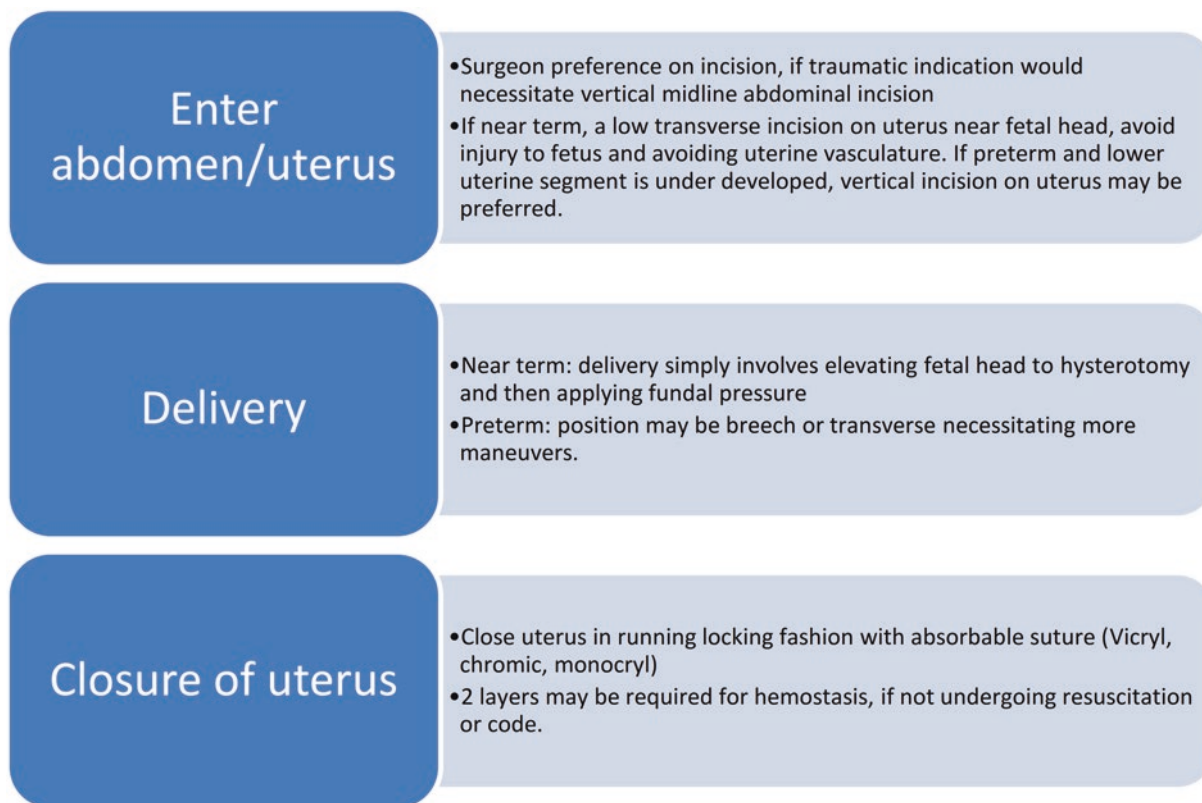 Enter
abdomen/uterus
•Surgeon preference on incision, if traumatic indication would
necessitate vertical midline abdominal incision
•If near term, a low transverse incision on uterus near fetal head, avoid
injury to fetus and avoiding uterine vasculature. If preterm and lower
uterine segment is under developed, vertical incision on uterus may be
preferred.
Delivery
•Near term: delivery simply involves elevating fetal head to hysterotomy
and then applying fundal pressure
•Preterm: position may be breech or transverse necessitating more
maneuvers.
Closure of uterus
•Close uterus in running locking fashion with absorbable suture (Vicryl,
chromic, monocryl)
•2 layers may be required for hemostasis, if not undergoing resuscitation
or code.